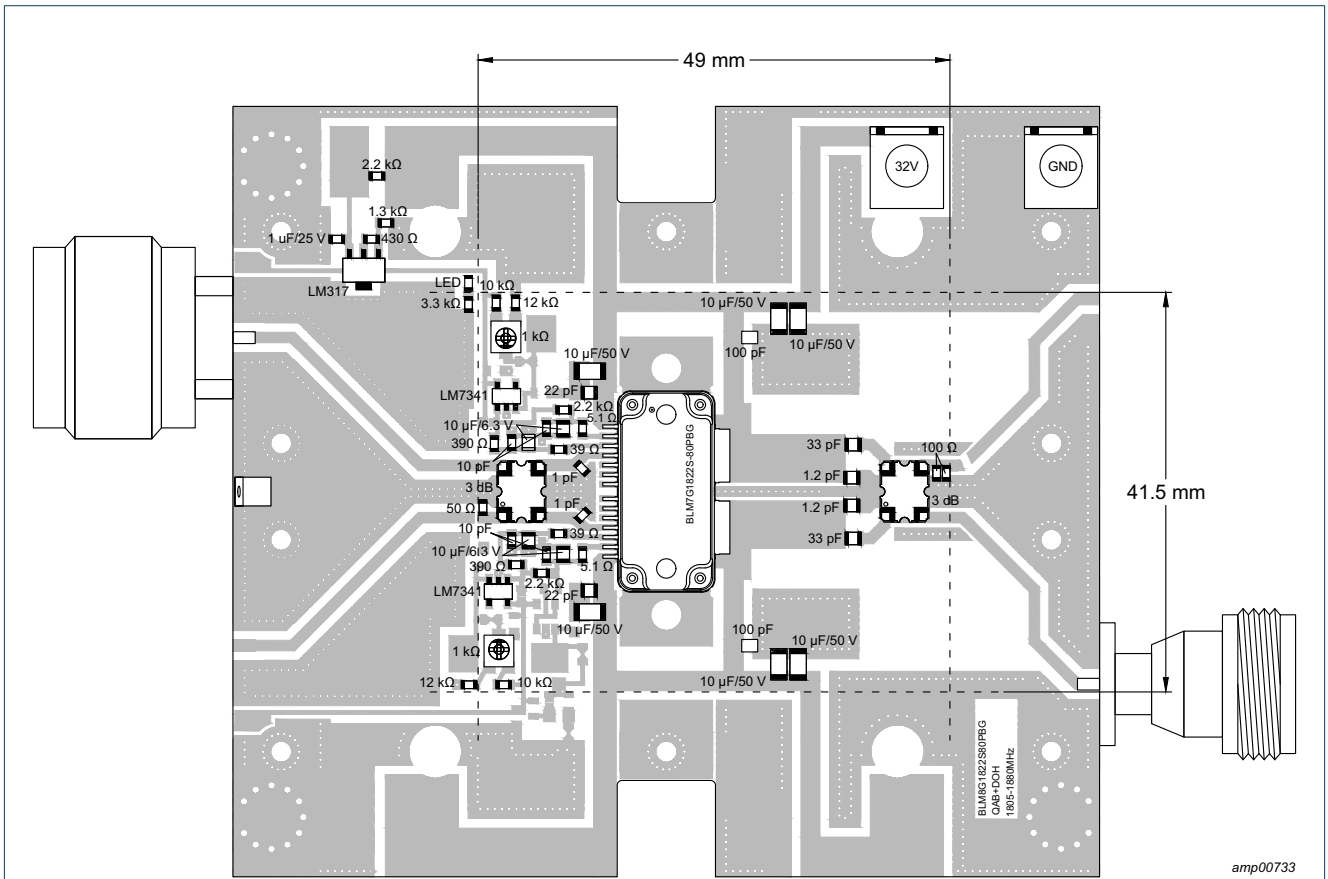 49 mm
32V
GND
2.2 kΩ
1.3 kΩ
1 uF/25 V
430 Ω
LM317
LED
10 kΩ
3.3 kΩ
12 kΩ
1 kΩ
10 µF/50 V
10 µF/50 V
100 pF
10 µF/50 V
LM7341
22 pF
2.2 kΩ
5.1 Ω
10 µF/6.3 V
390 Ω
39 Ω
10 pF
1 pF
3 dB
BLM7G1822S-80PBG
33 pF
100 Ω
1.2 pF
3 dB
1.2 pF
33 pF
41.5 mm
1 pF
50 Ω
10 pF
39 Ω
10 µF/6.3 V
390 Ω
5.1 Ω
2.2 kΩ
LM7341
22 pF
10 µF/50 V
100 pF
10 µF/50 V
1 kΩ
10 µF/50 V
12 kΩ
10 kΩ
BLM8G1822S80PBG
QAB+DOH
1805-1880MHz
amp00733